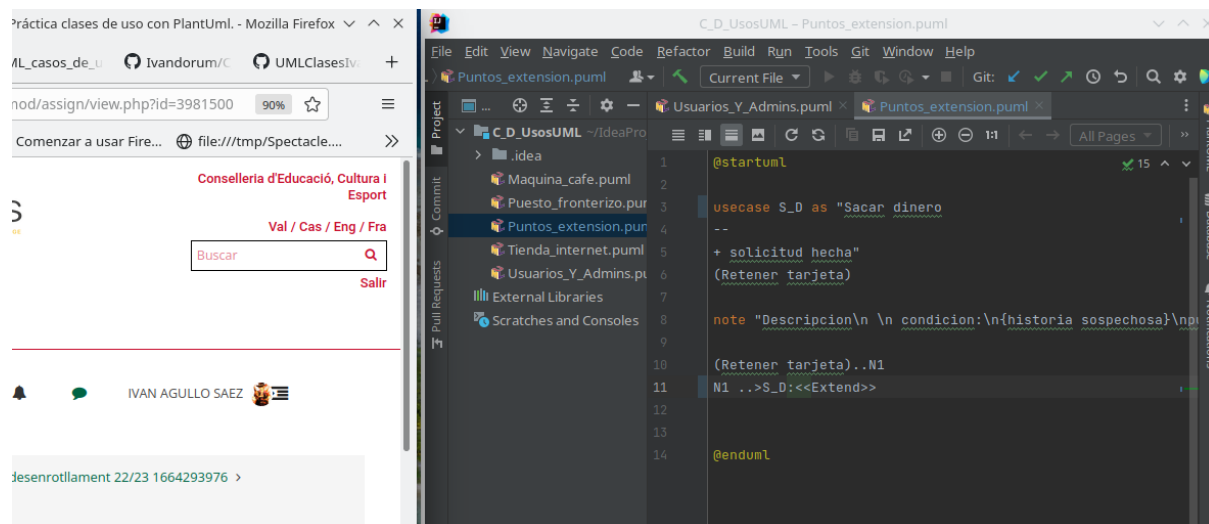 Práctica clases de uso con PlantUml. - Mozilla Firefox
ML_casos_de_u
Ivandorum/C
UMLClasesIv
nod/assign/view.php?id=3981500
90%
Comenzar a usar Fire...
file:///tmp/Spectacle....
Conselleria d'Educació, Cultura i
Esport
S
Val / Cas / Eng / Fra
Buscar
Salir
IVAN AGULLO SAEZ
desenrotllament 22/23 1664293976 >
C_D_UsosUML – Puntos_extension.puml
File Edit View Navigate Code Refactor Build Run Tools Git Window Help
Puntos_extension.puml
Current File
Git:
...
Usuarios_Y_Admins.puml
Puntos_extension.puml
1:1
All Pages
Project
Commit
Pull Requests
C_D_UsosUML ~/IdeaPro
.idea
Maquina_cafe.puml
Puesto_fronterizo.pur
Puntos_extension.pun
Tienda_internet.puml
Usuarios_Y_Admins.pu
External Libraries
Scratches and Consoles
15
1 @startuml
2
3 usecase S_D as "Sacar dinero
4 --
5 + solicitud hecha"
6 (Retener tarjeta)
7
8 note "Descripcion\n \n condicion:\n{historia sospechosa}\npu
9
10 (Retener tarjeta)..N1
11 N1 ..>S_D:<<Extend>>
12
13
14 @enduml